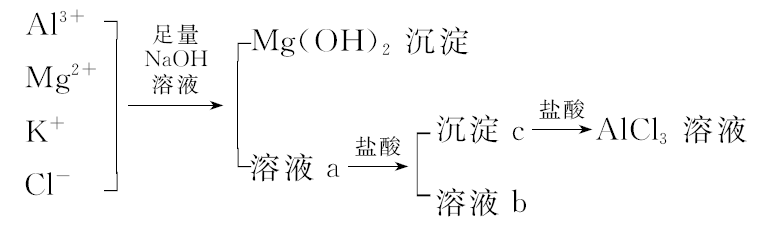 Al³⁺
Mg²⁺
K⁺
Cl⁻
足量
NaOH
溶液
Mg(OH)₂ 沉淀
溶液 a
盐酸
沉淀 c
溶液 b
盐酸
AlCl₃ 溶液